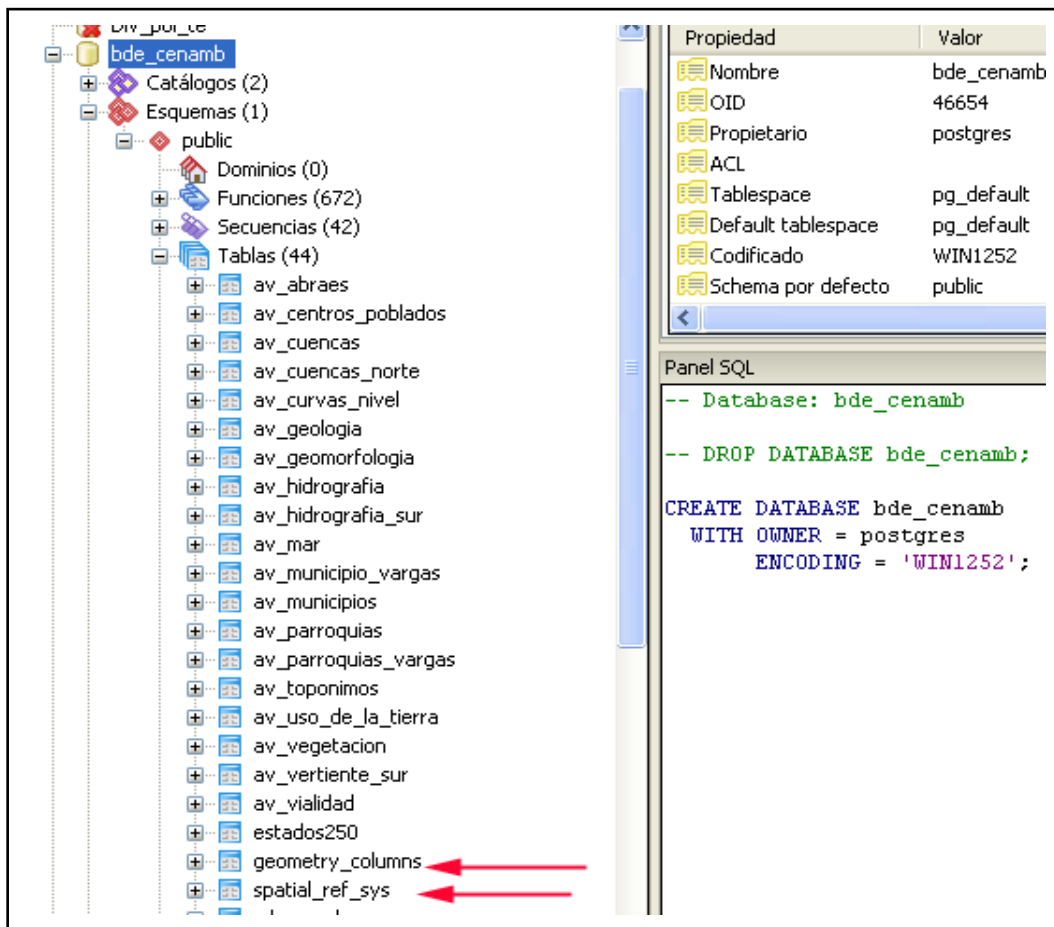 Div_pol_te
bde_cenamb
Catálogos (2)
Esquemas (1)
public
Dominios (0)
Funciones (672)
Secuencias (42)
Tablas (44)
av_abraes
av_centros_poblados
av_cuencas
av_cuencas_norte
av_curvas_nivel
av_geologia
av_geomorfologia
av_hidrografia
av_hidrografia_sur
av_mar
av_municipio_vargas
av_municipios
av_parroquias
av_parroquias_vargas
av_toponimos
av_uso_de_la_tierra
av_vegetacion
av_vertiente_sur
av_vialidad
estados250
geometry_columns
spatial_ref_sys
Propiedad Valor
Nombre bde_cenamb
OID 46654
Propietario postgres
ACL
Tablespace pg_default
Default tablespace pg_default
Codificado WIN1252
Schema por defecto public
Panel SQL
-- Database: bde_cenamb
-- DROP DATABASE bde_cenamb;
CREATE DATABASE bde_cenamb
WITH OWNER = postgres
ENCODING = 'WIN1252';